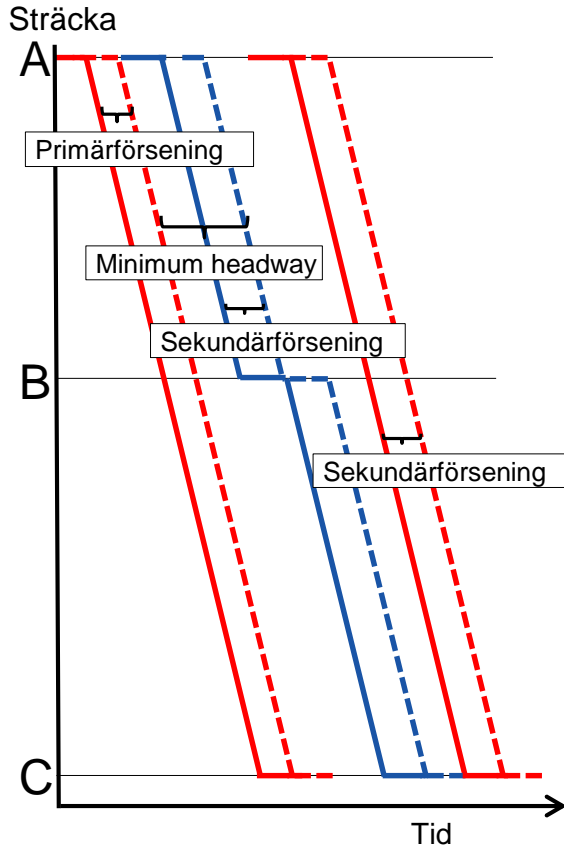 Sträcka
A
Primärförsening
Minimum headway
Sekundärförsening
B
Sekundärförsening
C
Tid